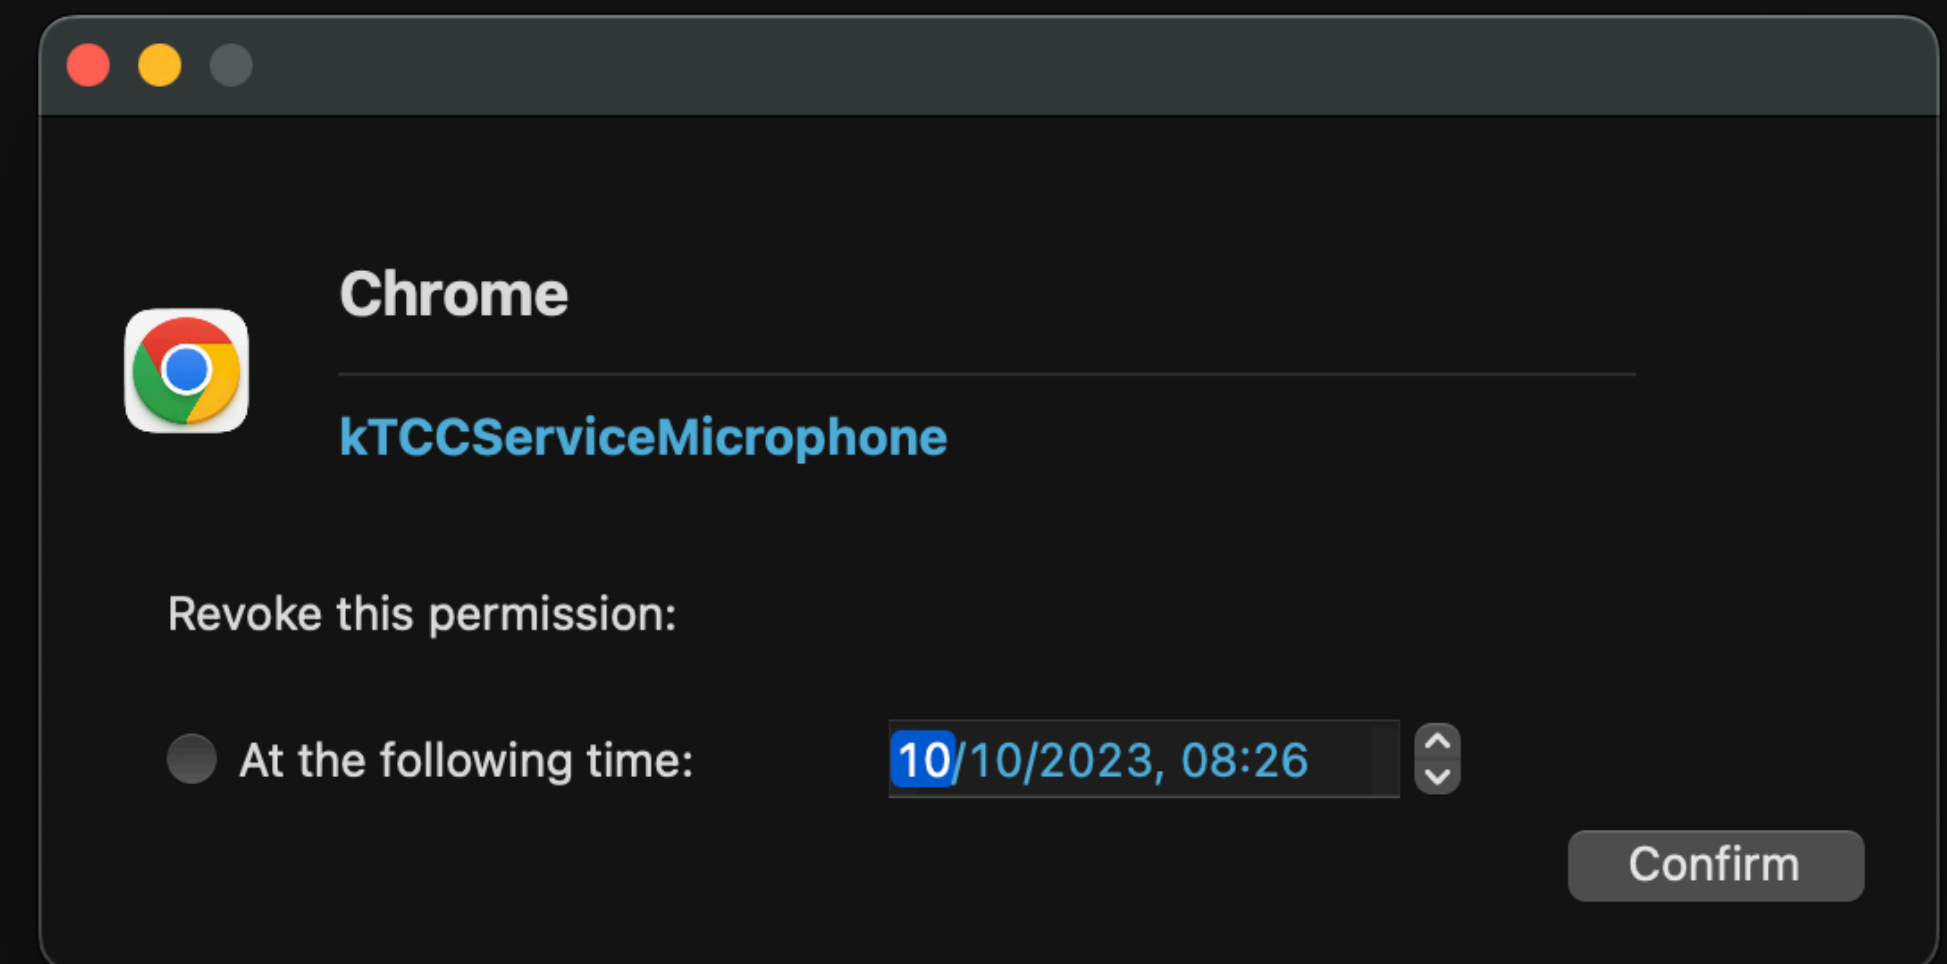 Chrome
kTCCServiceMicrophone
Revoke this permission:
At the following time: 10/10/2023, 08:26
Confirm